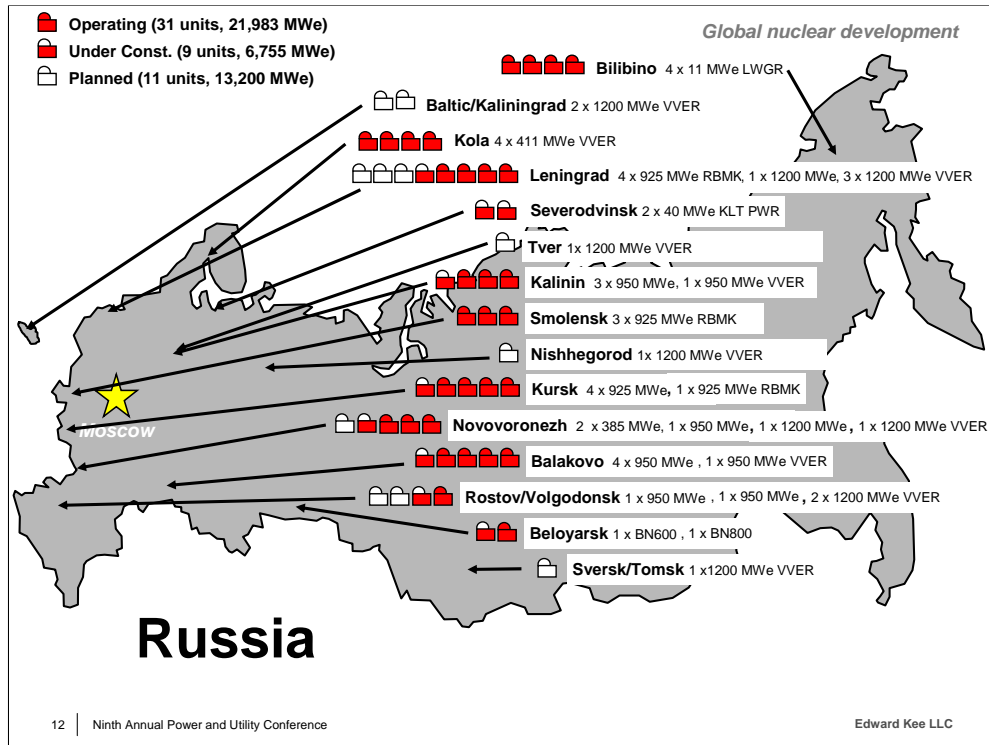 Operating (31 units, 21,983 MWe)
Under Const. (9 units, 6,755 MWe)
Planned (11 units, 13,200 MWe)
Global nuclear development
Bilibino 4 x 11 MWe LWGR
Baltic/Kaliningrad 2 x 1200 MWe VVER
Kola 4 x 411 MWe VVER
Leningrad 4 x 925 MWe RBMK, 1 x 1200 MWe, 3 x 1200 MWe VVER
Severodvinsk 2 x 40 MWe KLT PWR
Tver 1x 1200 MWe VVER
Kalinin 3 x 950 MWe, 1 x 950 MWe VVER
Smolensk 3 x 925 MWe RBMK
Nishhegorod 1x 1200 MWe VVER
Kursk 4 x 925 MWe, 1 x 925 MWe RBMK
Moscow
Novovoronezh 2 x 385 MWe, 1 x 950 MWe, 1 x 1200 MWe, 1 x 1200 MWe VVER
Balakovo 4 x 950 MWe , 1 x 950 MWe VVER
Rostov/Volgodonsk 1 x 950 MWe , 1 x 950 MWe , 2 x 1200 MWe VVER
Beloyarsk 1 x BN600 , 1 x BN800
Sversk/Tomsk 1 x1200 MWe VVER
Russia
12 Ninth Annual Power and Utility Conference
Edward Kee LLC